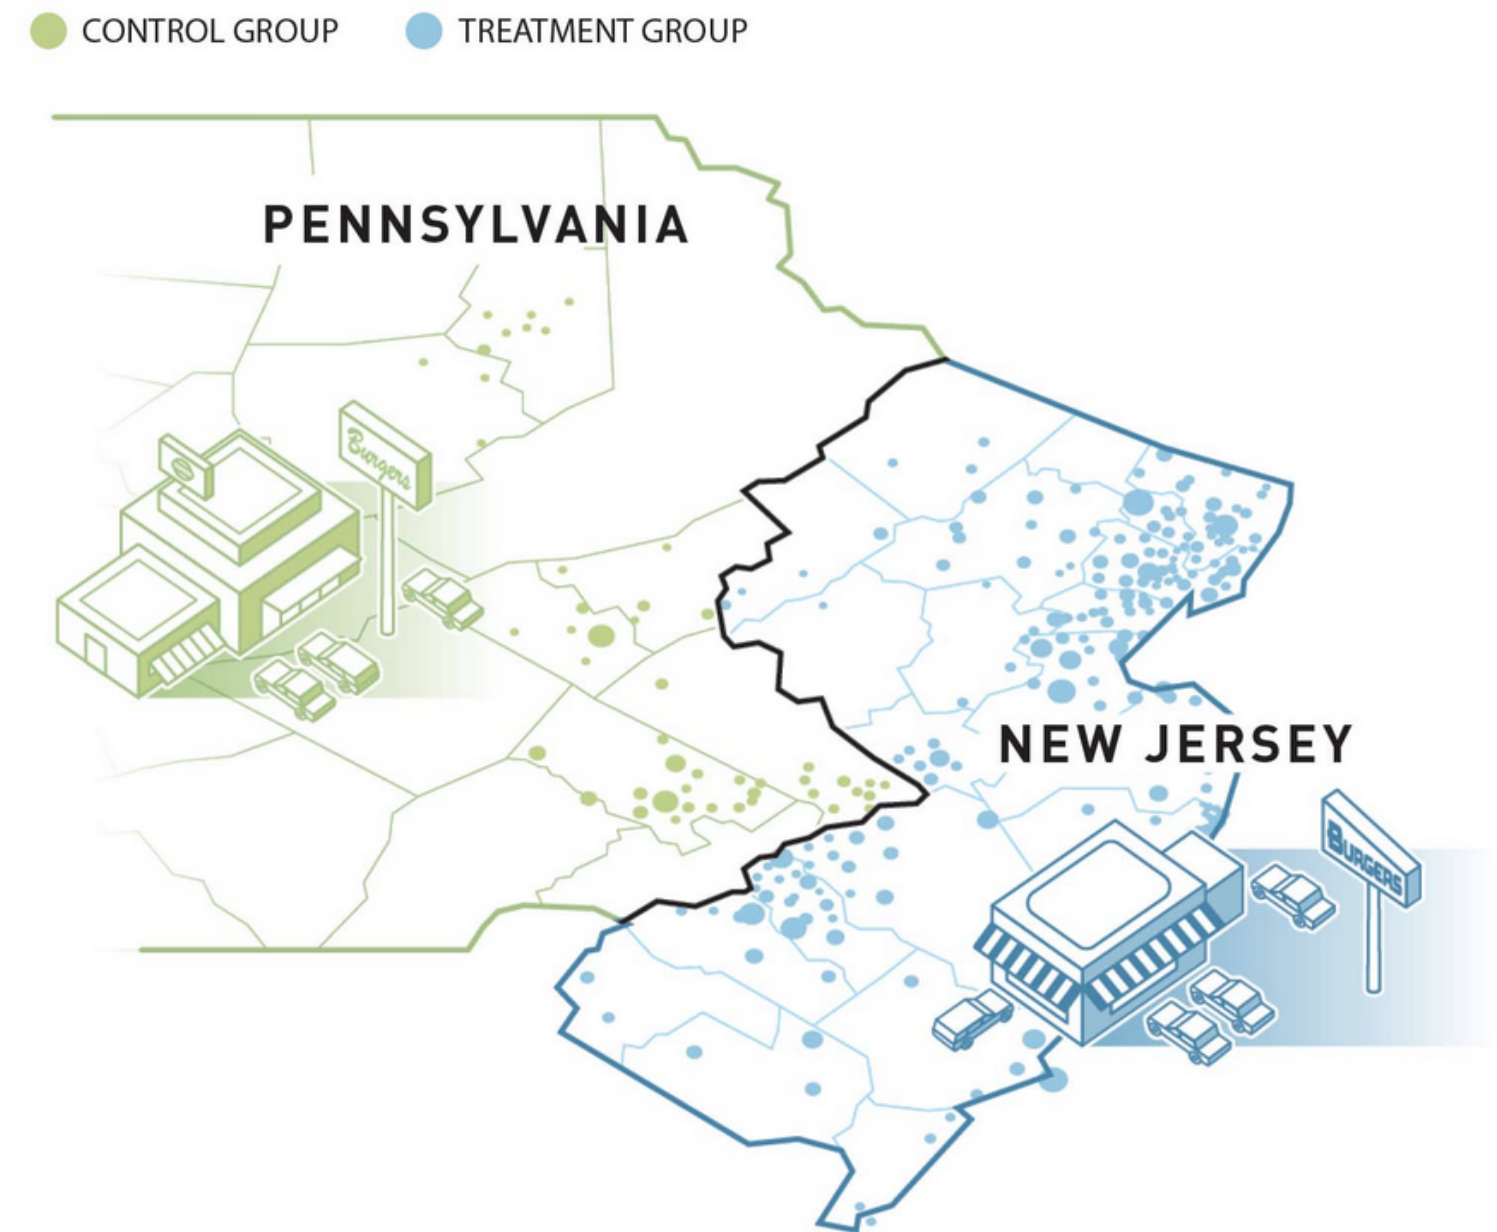 CONTROL GROUP
TREATMENT GROUP
PENNSYLVANIA
Burgers
NEW JERSEY
BURGERS